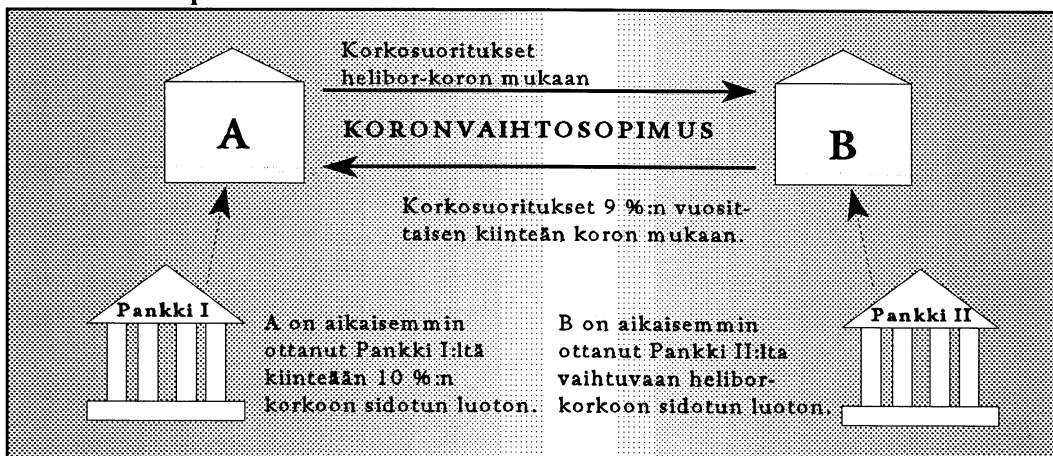 Korkosuoritukset
helibor-koron mukaan
A
KORONVAIHTOSOPIMUS
B
Korkosuoritukset 9 %:n vuosit-
taisen kiinteän koron mukaan.
Pankki I
A on aikaisemmin
ottanut Pankki I:ltä
kiinteään 10 %:n
korkoon sidotun luoton.
B on aikaisemmin
ottanut Pankki II:lta
vaihtuvaan helibor-
korkoon sidotun luoton.
Pankki II